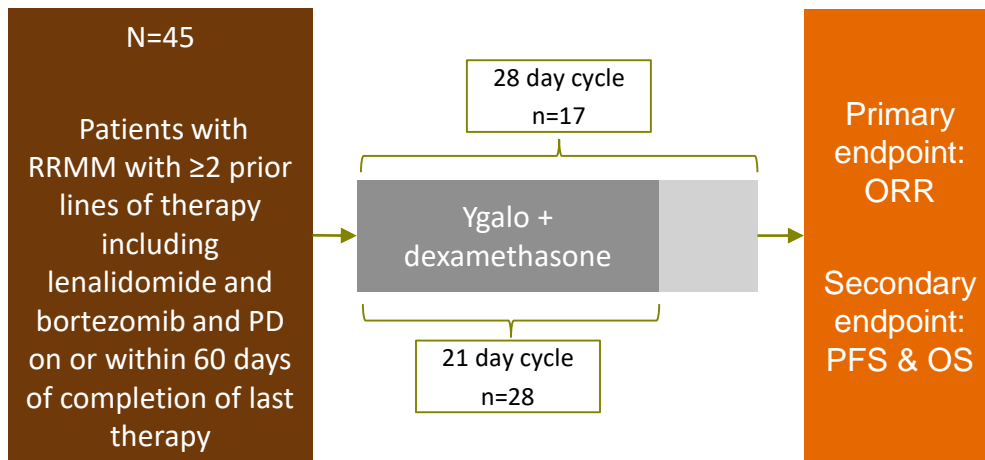 N=45
Patients with
RRMM with ≥2 prior
lines of therapy
including
lenalidomide and
bortezomib and PD
on or within 60 days
of completion of last
therapy
28 day cycle
n=17
Ygalo +
dexamethasone
21 day cycle
n=28
Primary
endpoint:
ORR
Secondary
endpoint:
PFS & OS